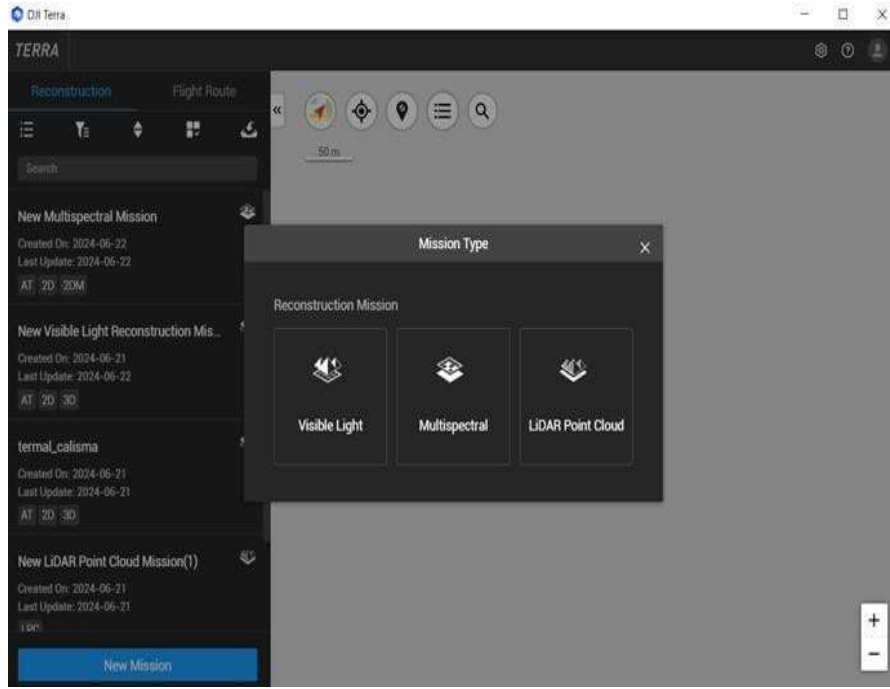 DJI Terra
TERRA
Reconstruction
Flight Route
50 m
Search
New Multispectral Mission
Created On: 2024-06-22
Last Update: 2024-06-22
AT 2D 2DM
New Visible Light Reconstruction Mis...
Created On: 2024-06-21
Last Update: 2024-06-22
AT 2D 3D
termal_calisma
Created On: 2024-06-21
Last Update: 2024-06-21
AT 2D 3D
New LiDAR Point Cloud Mission(1)
Created On: 2024-06-21
Last Update: 2024-06-21
LPC
New Mission
Mission Type
Reconstruction Mission
Visible Light
Multispectral
LiDAR Point Cloud